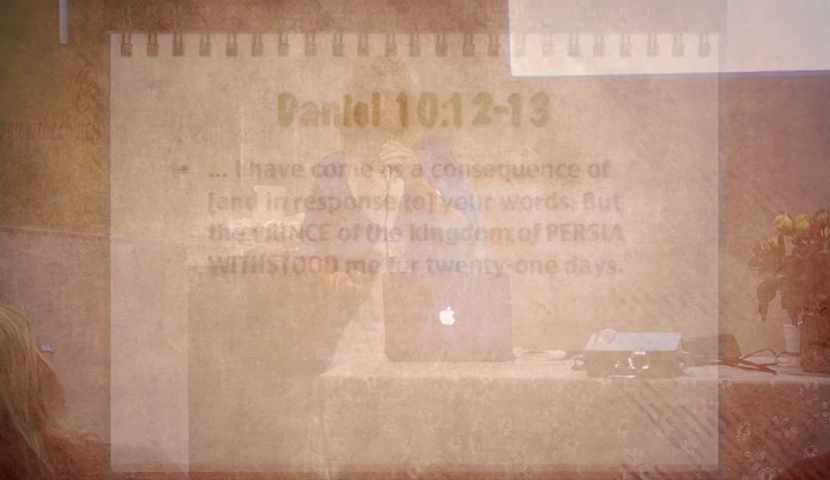 Daniel 10:12-13
... I have come as a consequence of
[and in response to] your words. But
the PRINCE of the kingdom of PERSIA
WITHSTOOD me for twenty-one days.